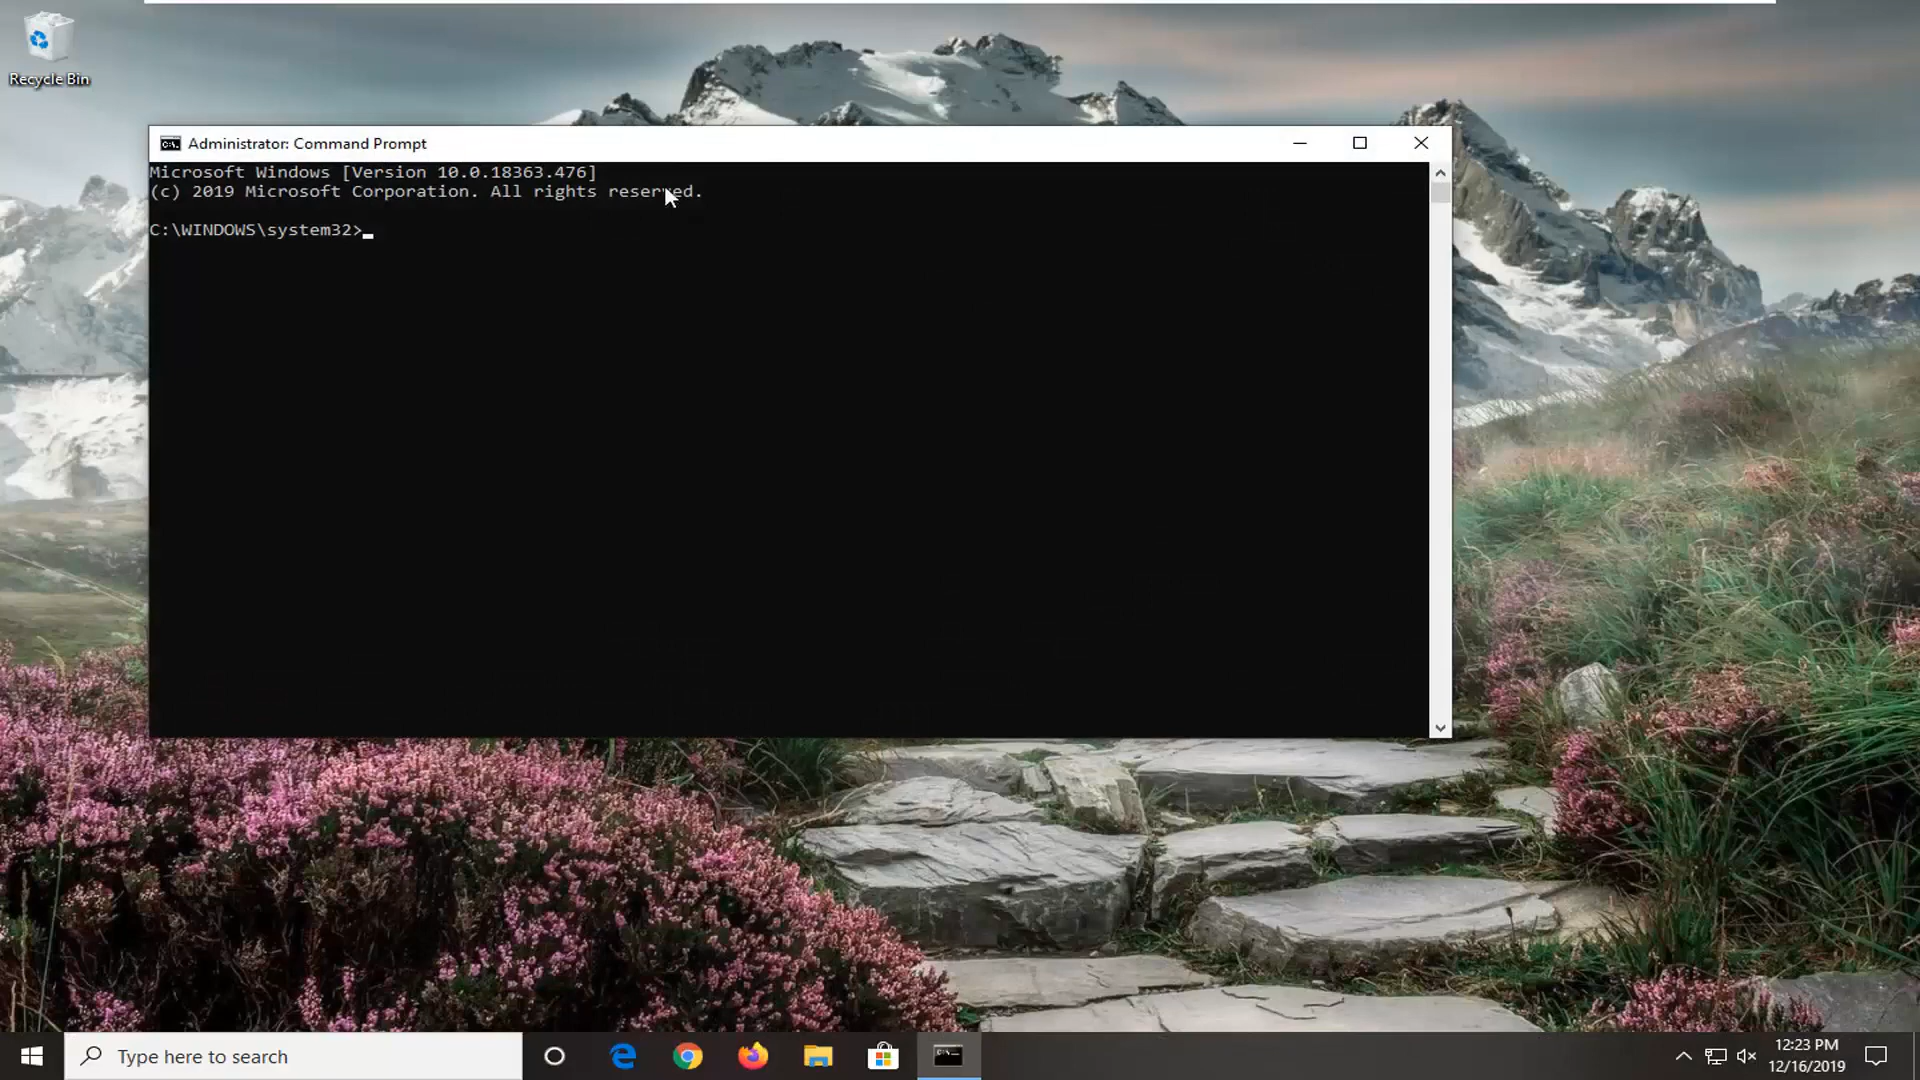 Recycle Bin
Administrator: Command Prompt
Microsoft Windows [Version 10.0.18363.476]
(c) 2019 Microsoft Corporation. All rights reserved.
C:\WINDOWS\system32>
Type here to search
12:23 PM
12/16/2019